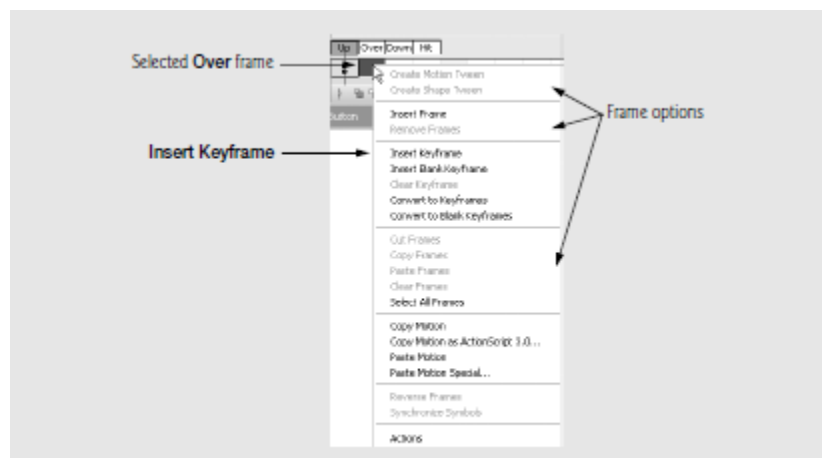 Up Over Down Hit
Selected Over frame
Create Motion Tween
Create Shape Tween
Frame options
button
Insert Frame
Remove Frames
Insert Keyframe
Insert Keyframe
Insert Blank Keyframe
Clear Keyframe
Convert to Keyframes
Convert to Blank Keyframes
Cut Frames
Copy Frames
Paste Frames
Clear Frames
Select All Frames
Copy Motion
Copy Motion as ActionScript 3.0...
Paste Motion
Paste Motion Special...
Reverse Frames
Synchronize Symbols
Actions